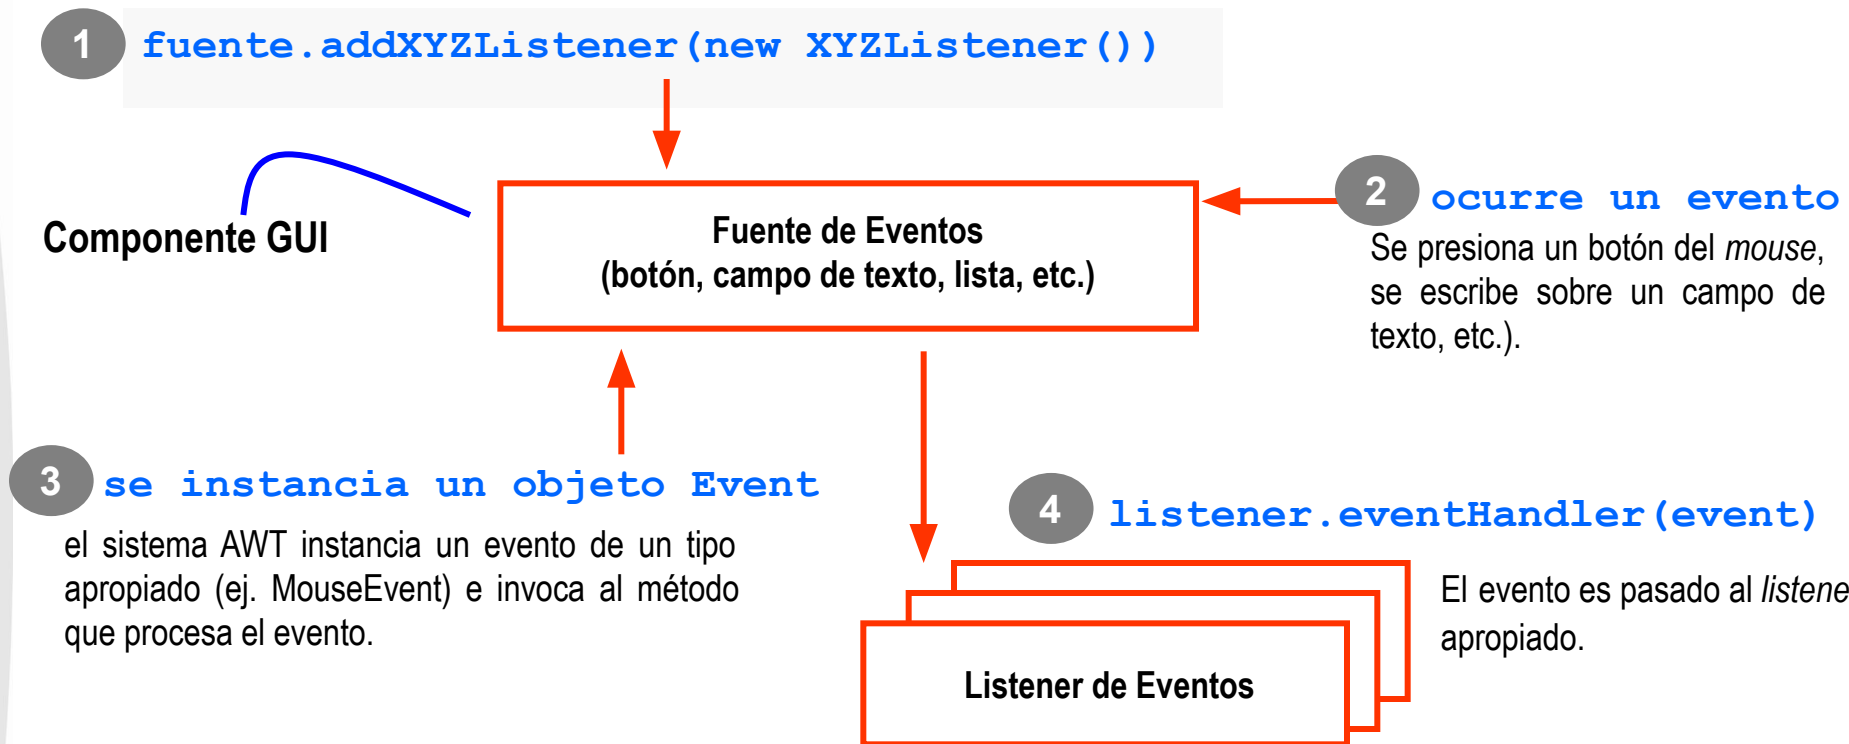 1 fuente.addXYZListener(new XYZListener())
Componente GUI
Fuente de Eventos
(botón, campo de texto, lista, etc.)
2 ocurre un evento
Se presiona un botón del mouse,
se escribe sobre un campo de
texto, etc.).
3 se instancia un objeto Event
el sistema AWT instancia un evento de un tipo
apropiado (ej. MouseEvent) e invoca al método
que procesa el evento.
4 listener.eventHandler(event)
El evento es pasado al listene
apropiado.
Listener de Eventos